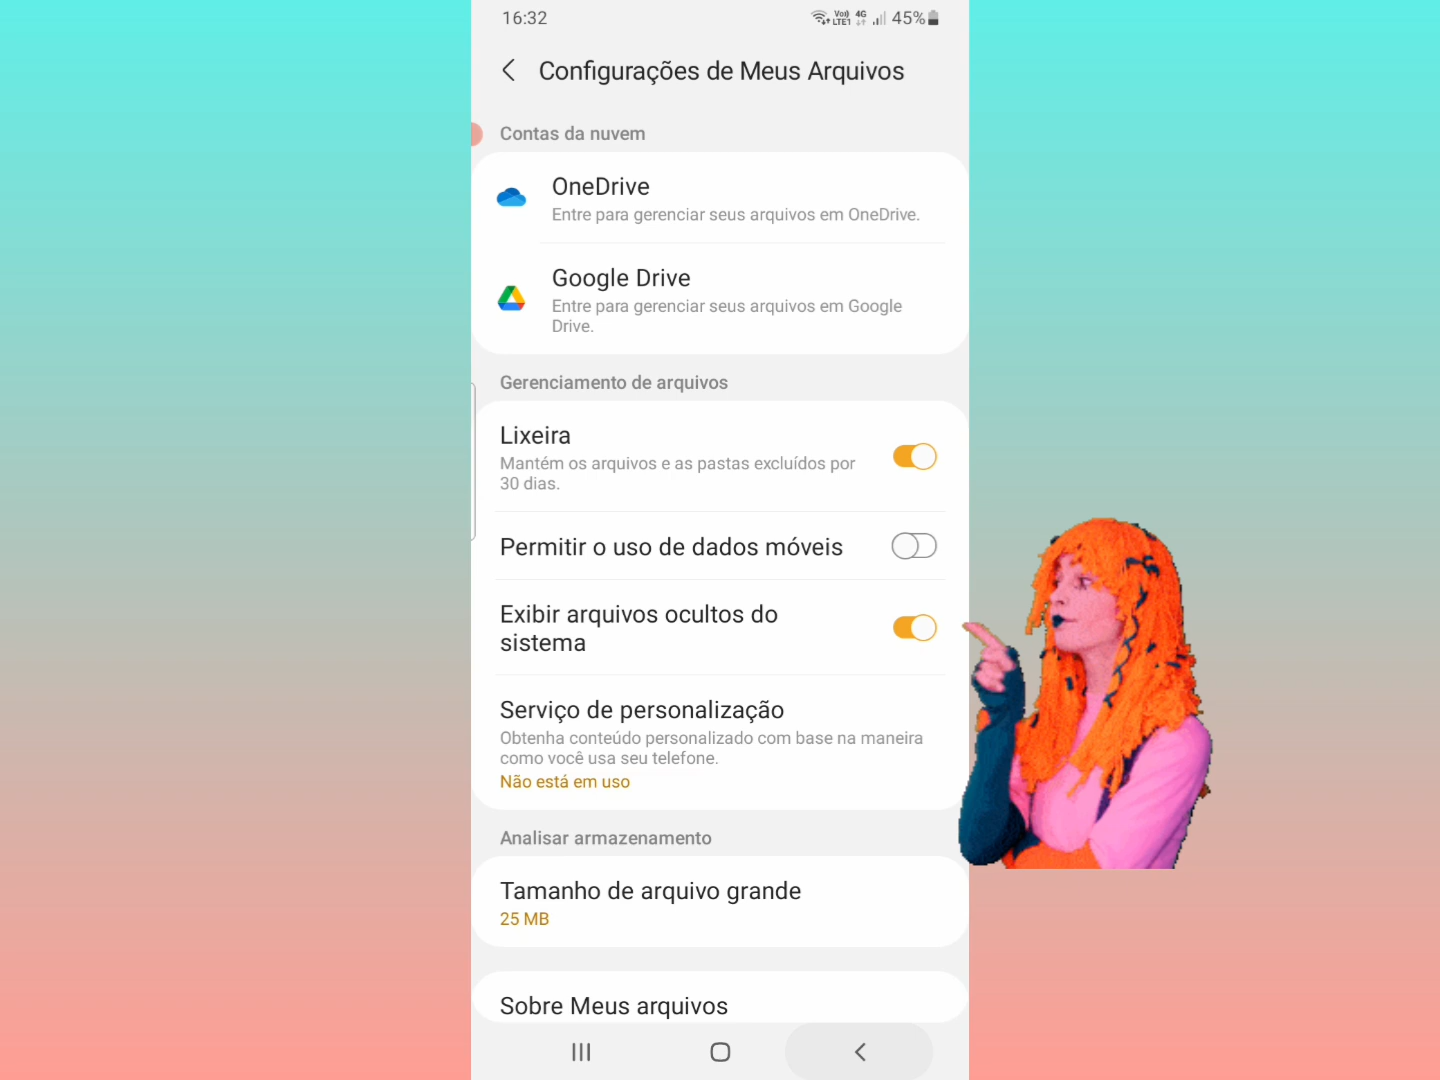 16:32
Vo)) LTE1 4G 45%
Configurações de Meus Arquivos
Contas da nuvem
OneDrive
Entre para gerenciar seus arquivos em OneDrive.
Google Drive
Entre para gerenciar seus arquivos em Google
Drive.
Gerenciamento de arquivos
Lixeira
Mantém os arquivos e as pastas excluídos por
30 dias.
Permitir o uso de dados móveis
Exibir arquivos ocultos do
sistema
Serviço de personalização
Obtenha conteúdo personalizado com base na maneira
como você usa seu telefone.
Não está em uso
Analisar armazenamento
Tamanho de arquivo grande
25 MB
Sobre Meus arquivos